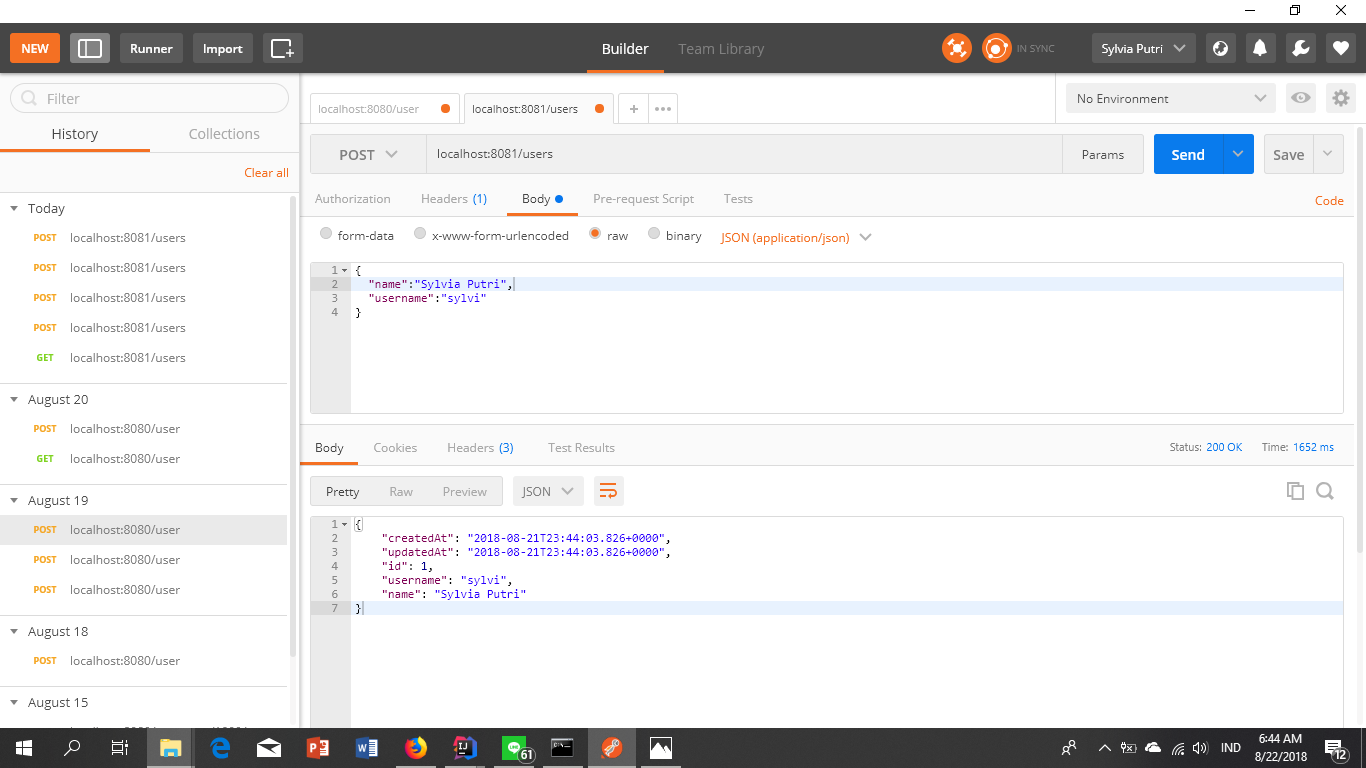 NEW Runner Import Builder Team Library IN SYNC Sylvia Putri
Filter
History Collections
Clear all
Today
POST localhost:8081/users
POST localhost:8081/users
POST localhost:8081/users
POST localhost:8081/users
GET localhost:8081/users
August 20
POST localhost:8080/user
GET localhost:8080/user
August 19
POST localhost:8080/user
POST localhost:8080/user
POST localhost:8080/user
August 18
POST localhost:8080/user
August 15
localhost:8080/user localhost:8081/users + ••• No Environment
POST localhost:8081/users Params Send Save
Authorization Headers (1) Body Pre-request Script Tests Code
form-data x-www-form-urlencoded raw binary JSON (application/json)
1 {
2 "name":"Sylvia Putri",
3 "username":"sylvi"
4 }
Body Cookies Headers (3) Test Results Status: 200 OK Time: 1652 ms
Pretty Raw Preview JSON
1 {
2 "createdAt": "2018-08-21T23:44:03.826+0000",
3 "updatedAt": "2018-08-21T23:44:03.826+0000",
4 "id": 1,
5 "username": "sylvi",
6 "name": "Sylvia Putri"
7 }
61 IND 6:44 AM
8/22/2018 12